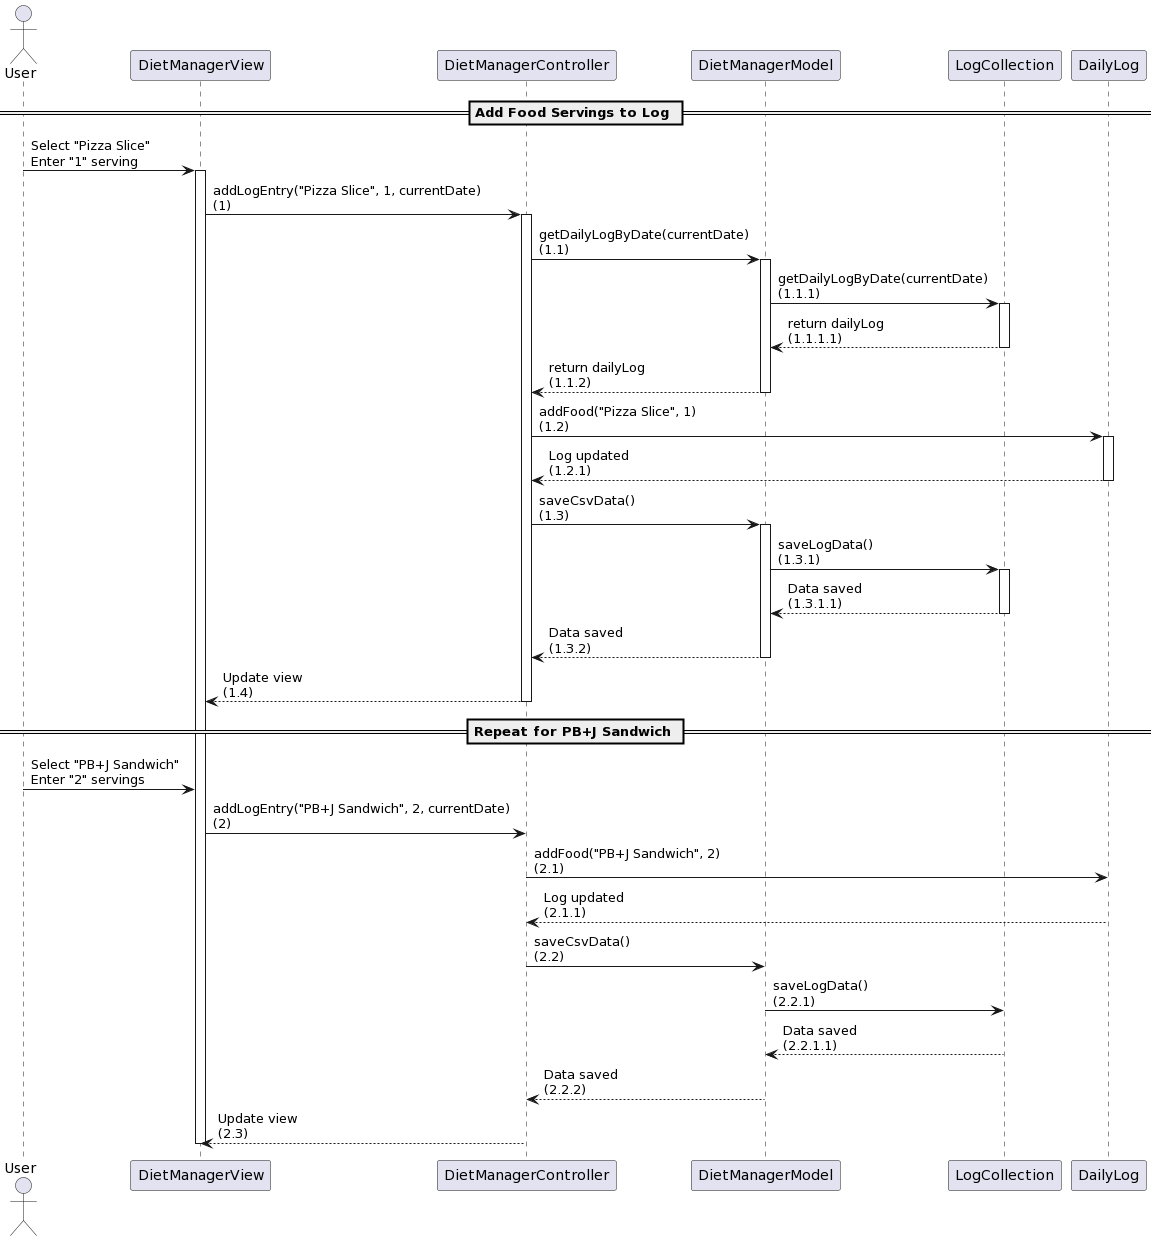 User
DietManagerView
DietManagerController
DietManagerModel
LogCollection
DailyLog
Add Food Servings to Log
Select "Pizza Slice"
Enter "1" serving
addLogEntry("Pizza Slice", 1, currentDate)
(1)
getDailyLogByDate(currentDate)
(1.1)
getDailyLogByDate(currentDate)
(1.1.1)
return dailyLog
(1.1.1.1)
return dailyLog
(1.1.2)
addFood("Pizza Slice", 1)
(1.2)
Log updated
(1.2.1)
saveCsvData()
(1.3)
saveLogData()
(1.3.1)
Data saved
(1.3.1.1)
Data saved
(1.3.2)
Update view
(1.4)
Repeat for PB+J Sandwich
Select "PB+J Sandwich"
Enter "2" servings
addLogEntry("PB+J Sandwich", 2, currentDate)
(2)
addFood("PB+J Sandwich", 2)
(2.1)
Log updated
(2.1.1)
saveCsvData()
(2.2)
saveLogData()
(2.2.1)
Data saved
(2.2.1.1)
Data saved
(2.2.2)
Update view
(2.3)
User
DietManagerView
DietManagerController
DietManagerModel
LogCollection
DailyLog